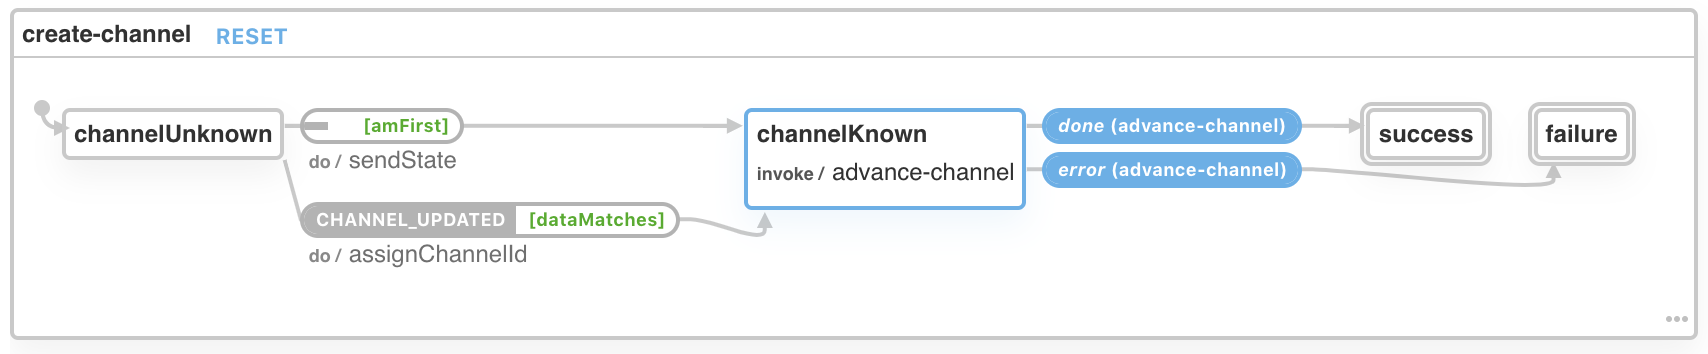 create-channel RESET
channelUnknown
[amFirst]
do / sendState
CHANNEL_UPDATED [dataMatches]
do / assignChannelId
channelKnown
invoke / advance-channel
done (advance-channel)
error (advance-channel)
success
failure